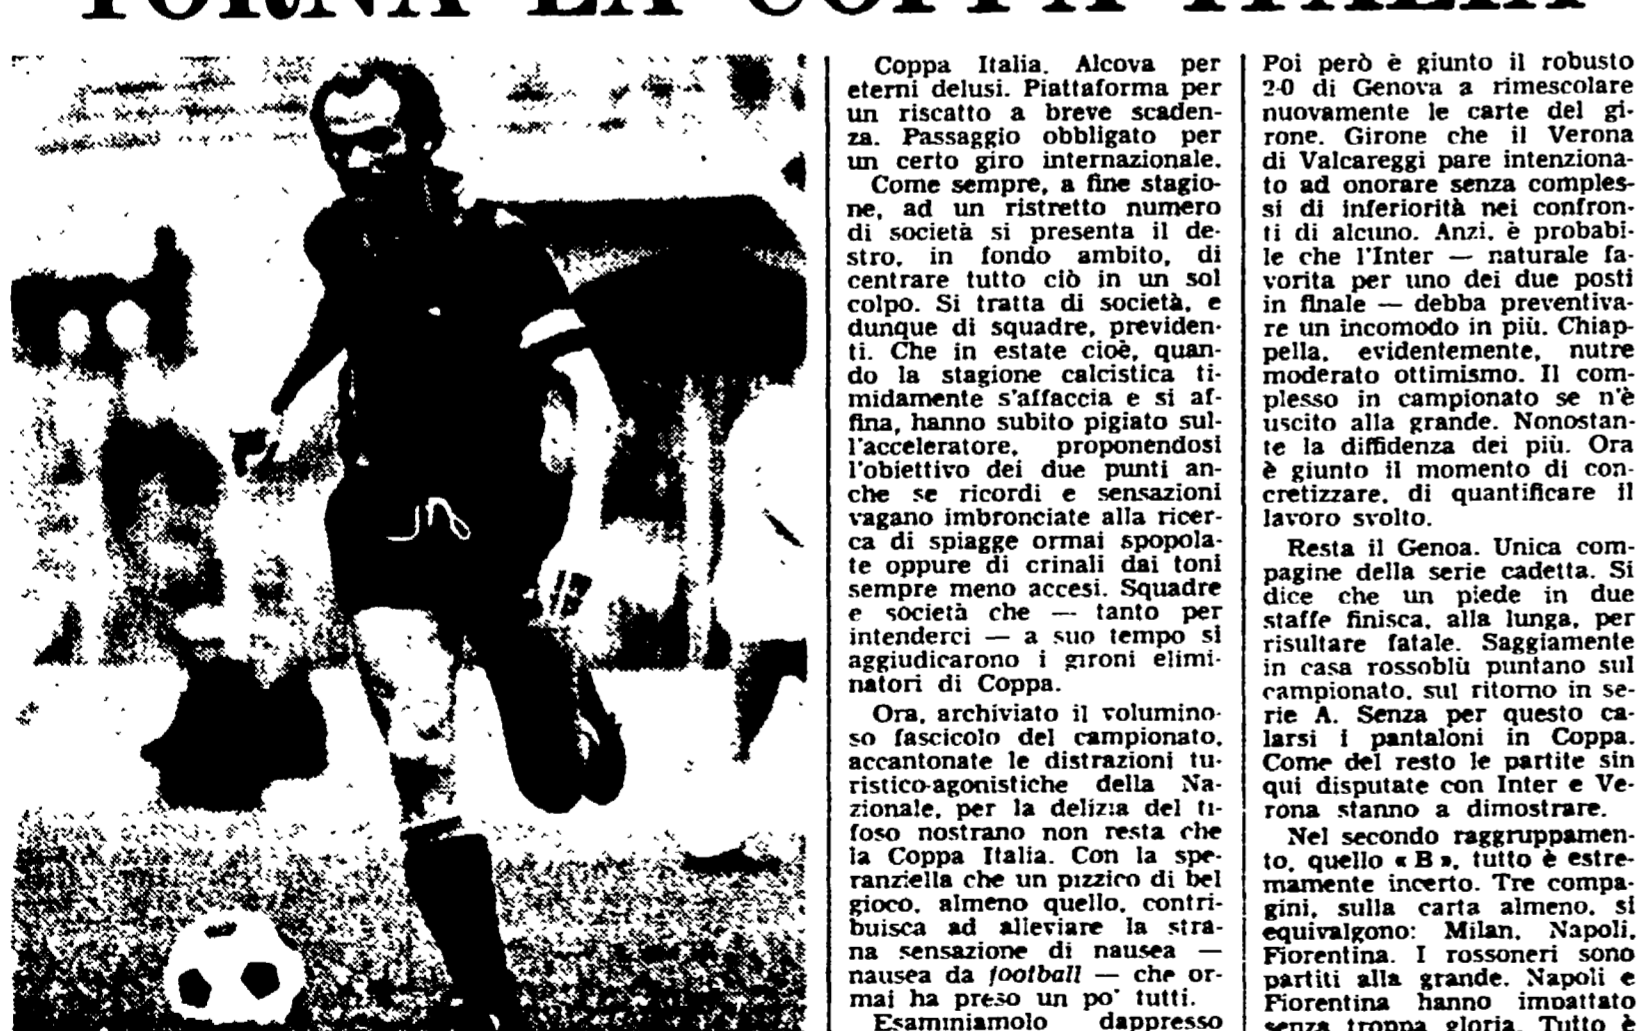 TORNA LA COPPA ITALIA
Coppa Italia. Alcova per
eterni delusi. Piattaforma per
un riscatto a breve scaden-
za. Passaggio obbligato per
un certo giro internazionale.
Come sempre, a fine stagio-
ne, ad un ristretto numero
di società si presenta il de-
stro, in fondo ambito, di
centrare tutto ciò in un sol
colpo. Si tratta di società, e
dunque di squadre, previden-
ti. Che in estate cioè, quan-
do la stagione calcistica ti-
midamente s'affaccia e si af-
fina, hanno subito pigiato sul-
l'acceleratore, proponendosi
l'obiettivo dei due punti an-
che se ricordi e sensazioni
vagano imbronciate alla ricer-
ca di spiagge ormai spopola-
te oppure di crinali dai toni
sempre meno accesi. Squadre
e società che — tanto per
intenderci — a suo tempo si
aggiudicarono i gironi elimi-
natori di Coppa.
Ora, archiviato il volumino-
so fascicolo del campionato,
accantonate le distrazioni tu-
ristico-agonistiche della Na-
zionale, per la delizia del ti-
foso nostrano non resta che
la Coppa Italia. Con la spe-
ranziella che un pizzico di bel
gioco, almeno quello, contri-
buisca ad alleviare la stra-
na sensazione di nausea —
nausea da football — che or-
mai ha preso un po' tutti.
Esaminiamolo dappresso
Poi però è giunto il robusto
2-0 di Genova a rimescolare
nuovamente le carte del gi-
rone. Girone che il Verona
di Valcareggi pare intenziona-
to ad onorare senza comples-
si di inferiorità nei confron-
ti di alcuno. Anzi, è probabi-
le che l'Inter — naturale fa-
vorita per uno dei due posti
in finale — debba preventiva-
re un incomodo in più. Chiap-
pella, evidentemente, nutre
moderato ottimismo. Il com-
plesso in campionato se n'è
uscito alla grande. Nonostan-
te la diffidenza dei più. Ora
è giunto il momento di con-
cretizzare, di quantificare il
lavoro svolto.
Resta il Genoa. Unica com-
pagine della serie cadetta. Si
dice che un piede in due
staffe finisca, alla lunga, per
risultare fatale. Saggiamente
in casa rossoblù puntano sul
campionato, sul ritorno in se-
rie A. Senza per questo ca-
larsi i pantaloni in Coppa.
Come del resto le partite sin
qui disputate con Inter e Ve-
rona stanno a dimostrare.
Nel secondo raggruppamen-
to, quello « B », tutto è estre-
mamente incerto. Tre compa-
gini, sulla carta almeno, si
equivalgono: Milan, Napoli,
Fiorentina. I rossoneri sono
partiti alla grande. Napoli e
Fiorentina hanno impattato
senza troppa gloria. Tutto è